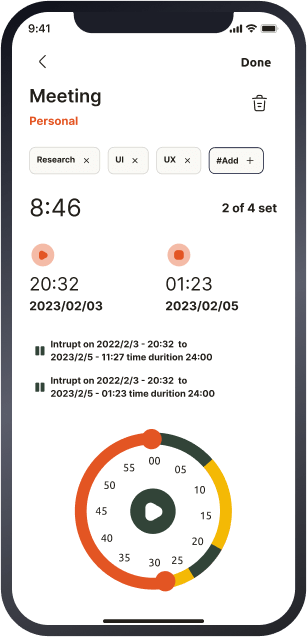 9:41
Done
Meeting
Personal
Research ×
UI ×
UX ×
#Add +
8:46
2 of 4 set
20:32
01:23
2023/02/03
2023/02/05
Intrupt on 2022/2/3 - 20:32 to
2023/2/5 - 11:27 time durition 24:00
Intrupt on 2022/2/3 - 20:32 to
2023/2/5 - 01:23 time durition 24:00
00
05
10
15
20
25
30
35
40
45
50
55